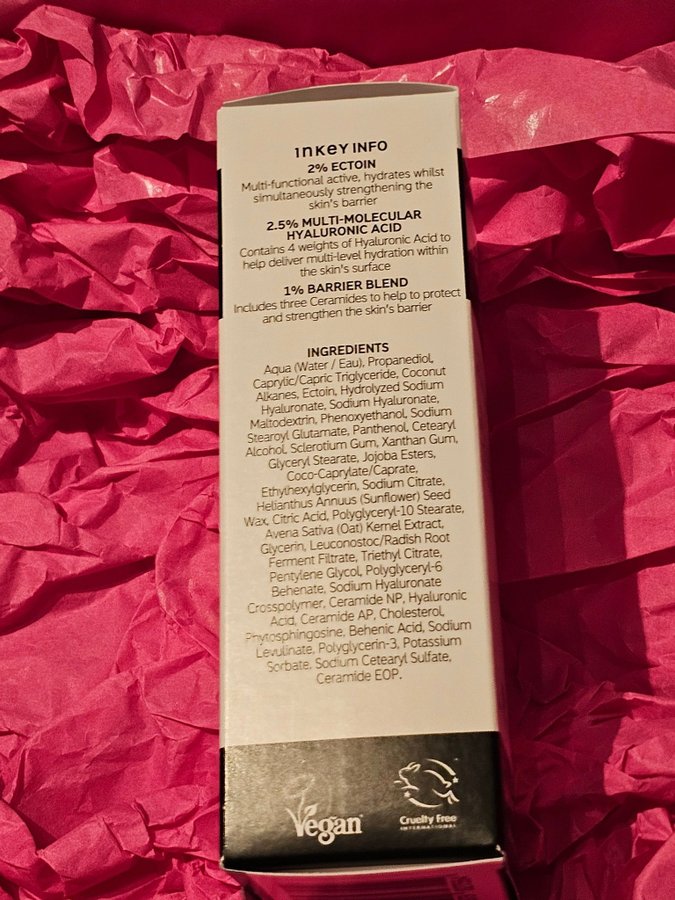 INKEY INFO
2% ECTOIN
Multi-functional active, hydrates whilst
simultaneously strengthening the
skin's barrier
2.5% MULTI-MOLECULAR
HYALURONIC ACID
Contains 4 weights of Hyaluronic Acid to
help deliver multi-level hydration within
the skin's surface
1% BARRIER BLEND
Includes three Ceramides to help to protect
and strengthen the skin's barrier
INGREDIENTS
Aqua (Water / Eau), Propanediol,
Caprylic/Capric Triglyceride, Coconut
Alkanes, Ectoin, Hydrolyzed Sodium
Hyaluronate, Sodium Hyaluronate,
Maltodextrin, Phenoxyethanol, Sodium
Stearoyl Glutamate, Panthenol, Cetearyl
Alcohol, Sclerotium Gum, Xanthan Gum,
Glyceryl Stearate, Jojoba Esters,
Coco-Caprylate/Caprate,
Ethylhexylglycerin, Sodium Citrate,
Helianthus Annuus (Sunflower) Seed
Wax, Citric Acid, Polyglyceryl-10 Stearate,
Avena Sativa (Oat) Kernel Extract,
Glycerin, Leuconostoc/Radish Root
Ferment Filtrate, Triethyl Citrate,
Pentylene Glycol, Polyglyceryl-6
Behenate, Sodium Hyaluronate
Crosspolymer, Ceramide NP, Hyaluronic
Acid, Ceramide AP, Cholesterol,
Phytosphingosine, Behenic Acid, Sodium
Levulinate, Polyglycerin-3, Potassium
Sorbate, Sodium Cetearyl Sulfate,
Ceramide EOP.
Vegan
Cruelty Free
INTERNATIONAL